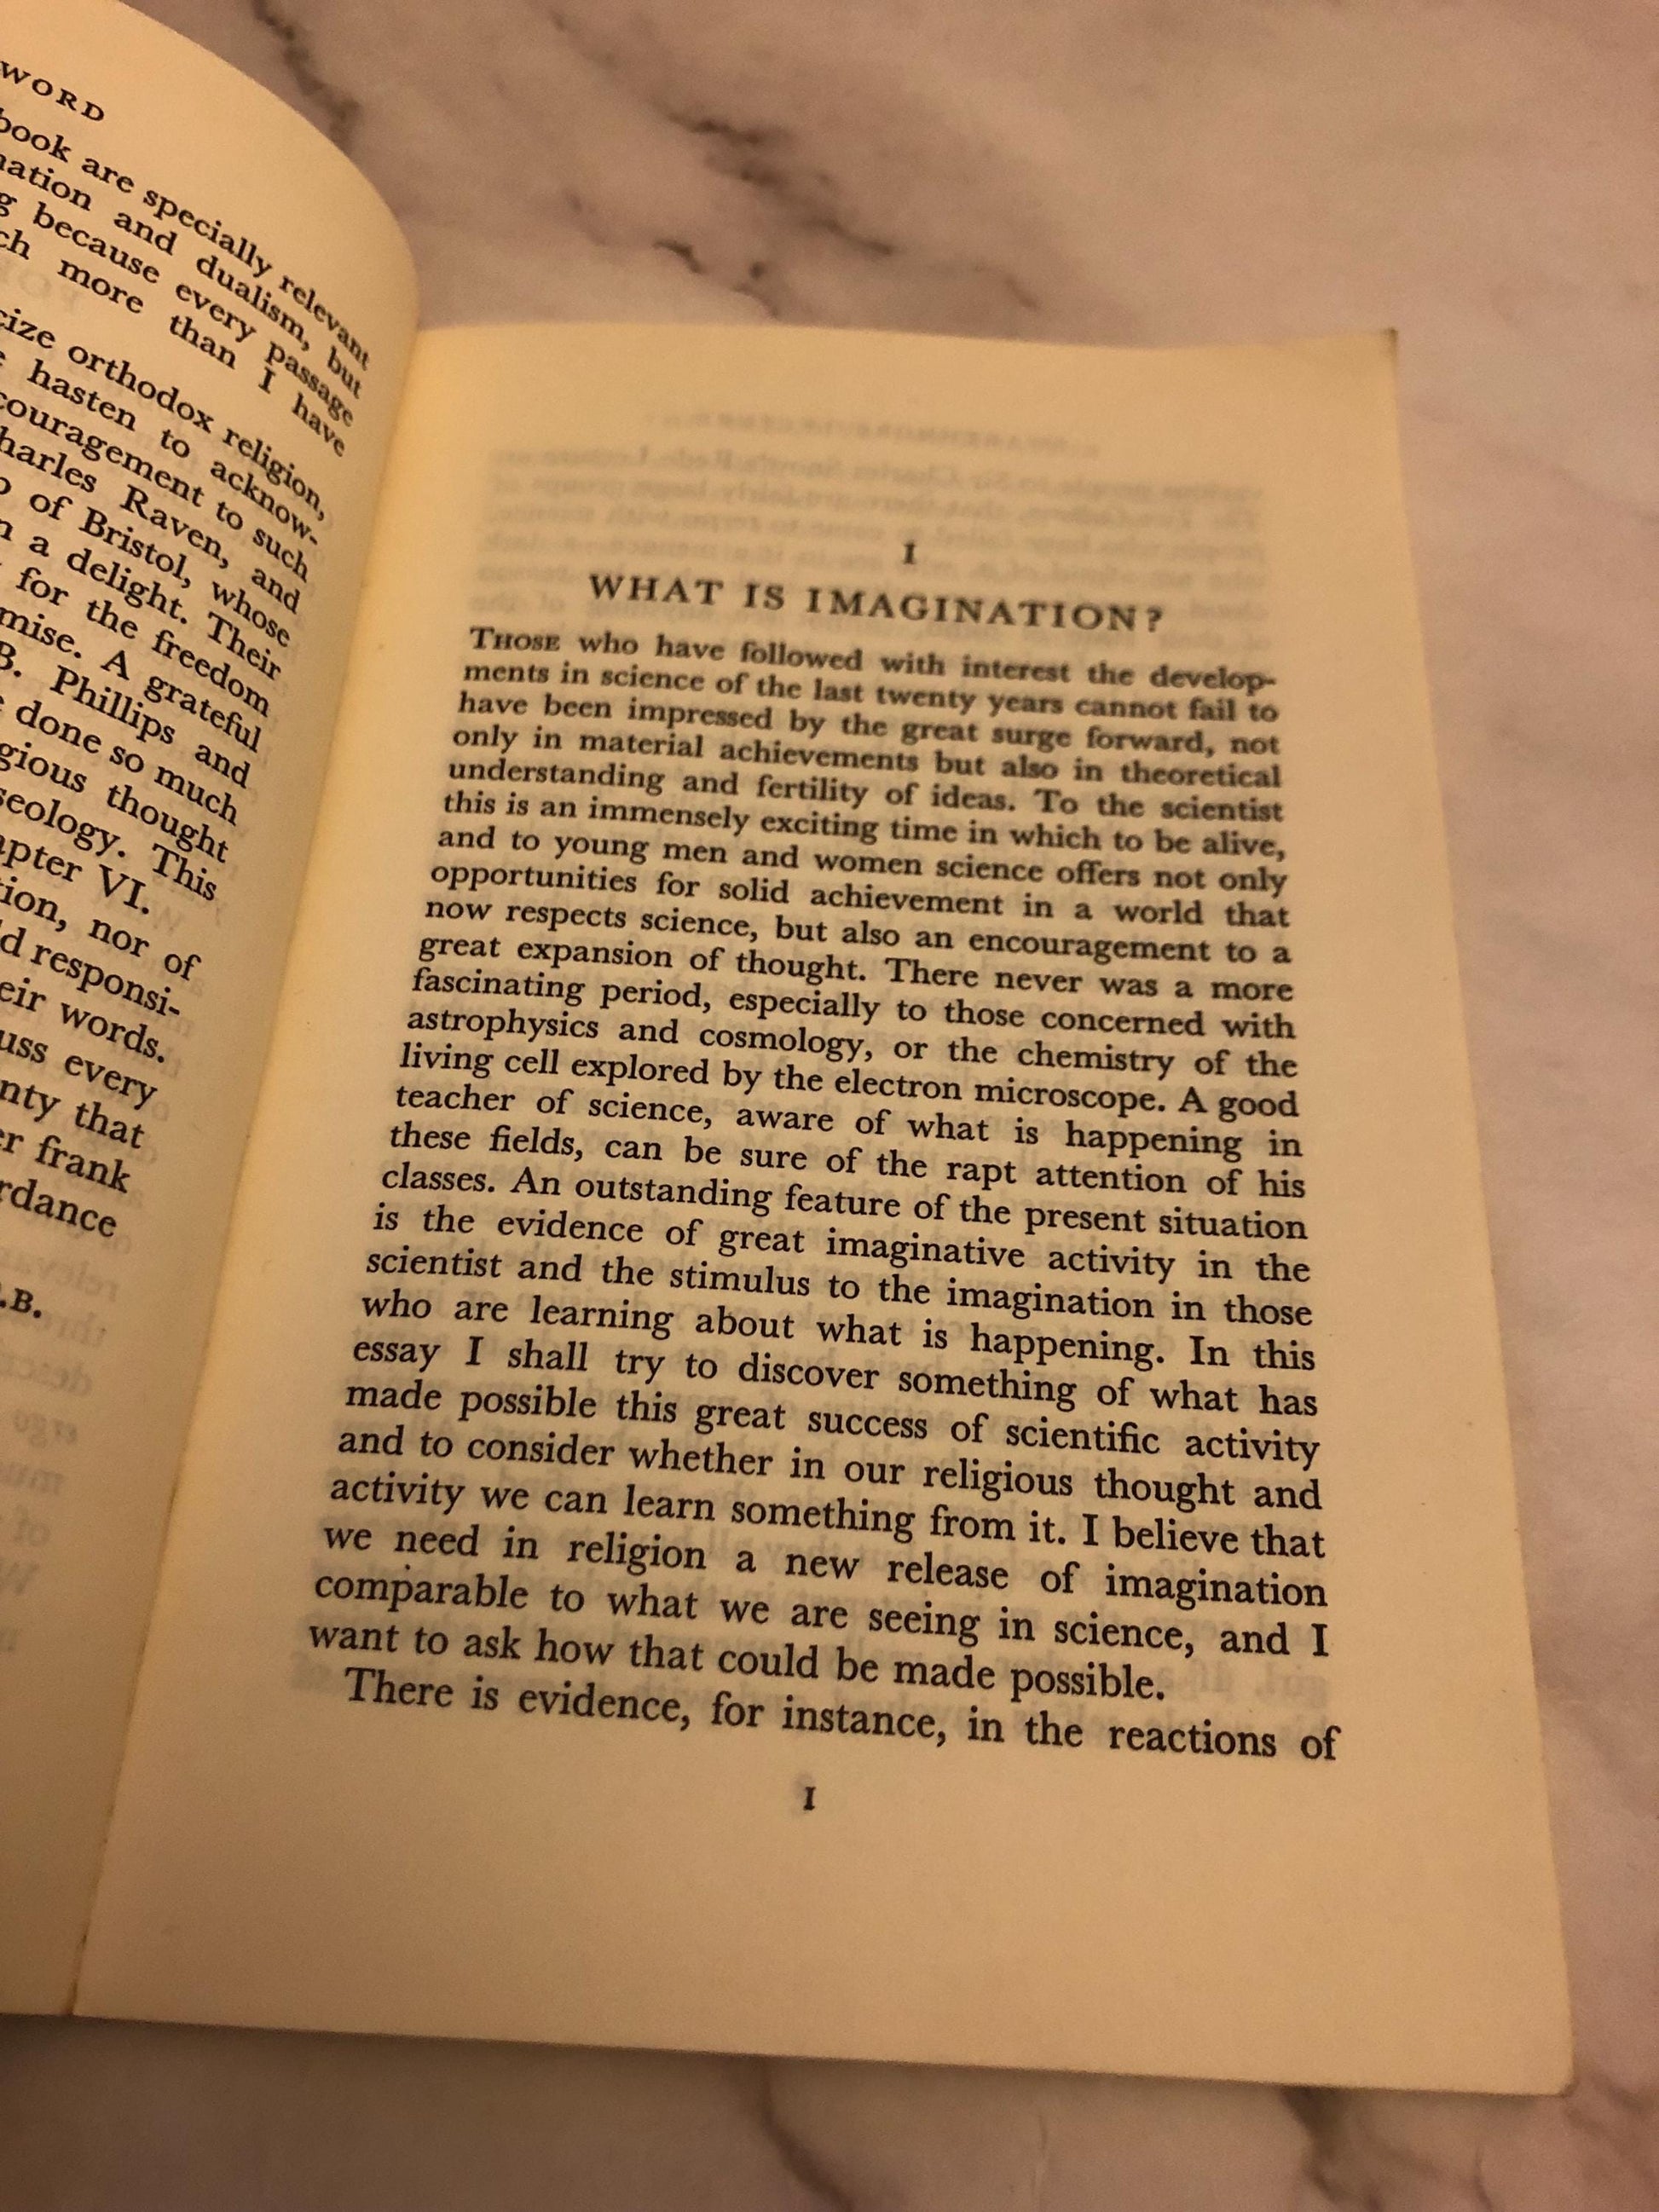 WORD
book are specially relevant
and dualism, but
because every passage
more than I have
orthodox religion,
hasten to acknow-
to such
Raven, and
of Bristol, whose
a delight. Their
for the freedom
A grateful
B. Phillips and
done so much
thought
This
VI.
nor of
responsi-
words.
every
that
frank
I
WHAT IS IMAGINATION?
THOSE who have followed with interest the develop-
ments in science of the last twenty years cannot fail to
have been impressed by the great surge forward, not
only in material achievements but also in theoretical
understanding and fertility of ideas. To the scientist
this is an immensely exciting time in which to be alive,
and to young men and women science offers not only
opportunities for solid achievement in a world that
now respects science, but also an encouragement to a
great expansion of thought. There never was a more
fascinating period, especially to those concerned with
astrophysics and cosmology, or the chemistry of the
living cell explored by the electron microscope. A good
teacher of science, aware of what is happening in
these fields, can be sure of the rapt attention of his
classes. An outstanding feature of the present situation
is the evidence of great imaginative activity in the
scientist and the stimulus to the imagination in those
who are learning about what is happening. In this
essay I shall try to discover something of what has
made possible this great success of scientific activity
and to consider whether in our religious thought and
activity we can learn something from it. I believe that
we need in religion a new release of imagination
comparable to what we are seeing in science, and I
want to ask how that could be made possible.
There is evidence, for instance, in the reactions of
I